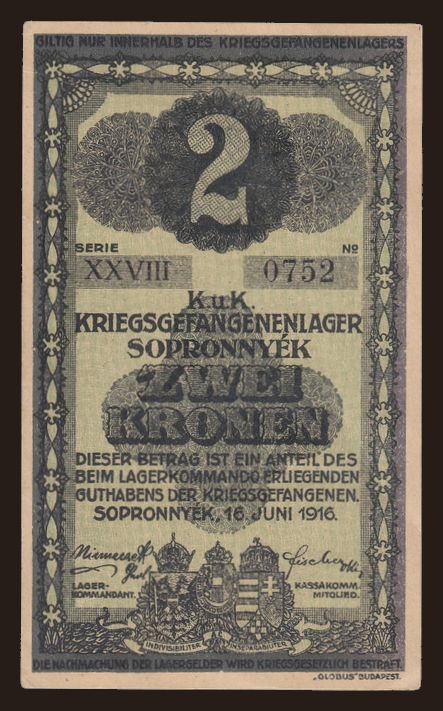 GILTIG NUR INNERHALB DES KRIEGSGEFANGENENLAGERS
2
SERIE No
XXVIII 0752
K.u.K.
KRIEGSGEFANGENENLAGER
SOPRONNYÉK
ZWEI
KRONEN
DIESER BETRAG IST EIN ANTEIL DES
BEIM LAGERKOMMANDO ERLIEGENDEN
GUTHABENS DER KRIEGSGEFANGENEN.
SOPRONNYÉK, 16. JUNI 1916.
Fischer
LAGER- KASSAKOMM.
KOMMANDANT. MITGLIED.
INDIVISIBILITER AC INSEPARABILITER
DIE NACHMACHUNG DER LAGERGELDER WIRD KRIEGSGESETZLICH BESTRAFT.
„GLOBUS" BUDAPEST.